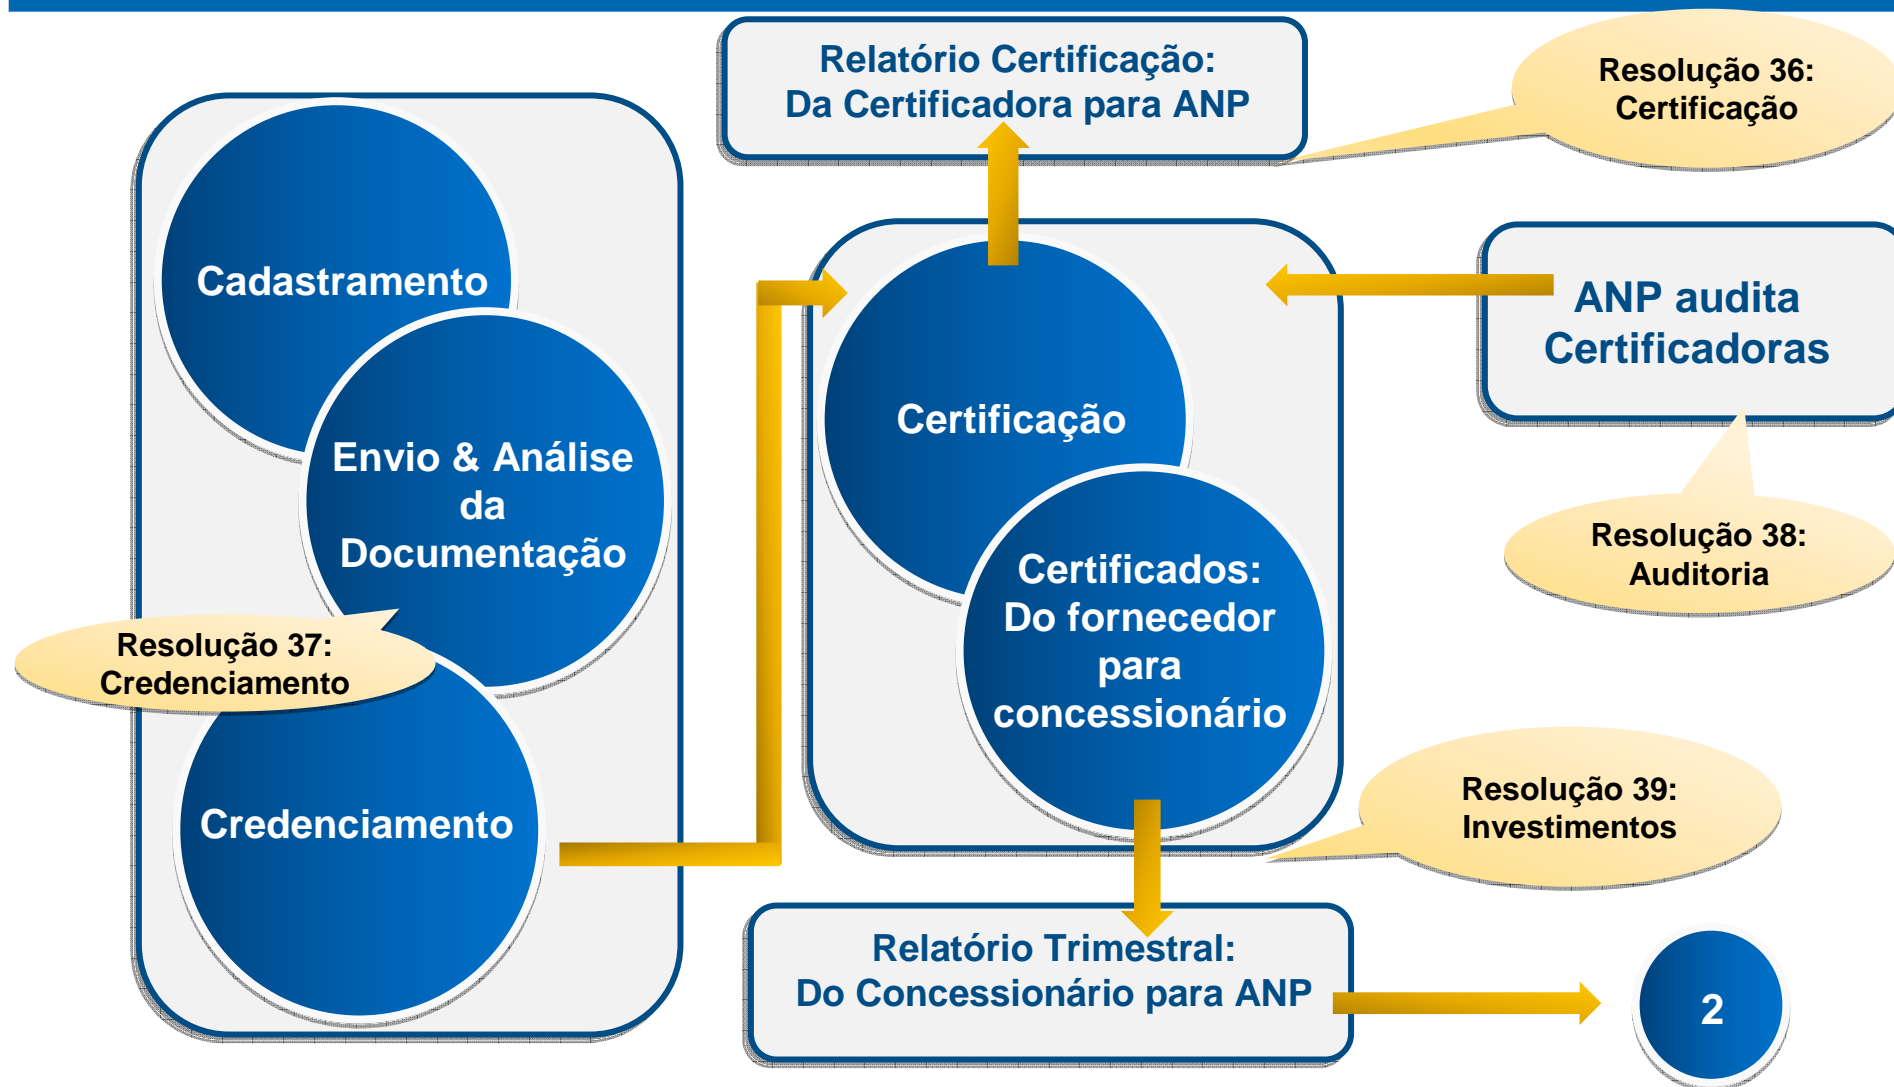 Relatório Certificação:
Da Certificadora para ANP
Resolução 36:
Certificação
Cadastramento
Envio & Análise
da
Documentação
Resolução 37:
Credenciamento
Credenciamento
Certificação
Certificados:
Do fornecedor
para
concessionário
ANP audita
Certificadoras
Resolução 38:
Auditoria
Resolução 39:
Investimentos
Relatório Trimestral:
Do Concessionário para ANP
2